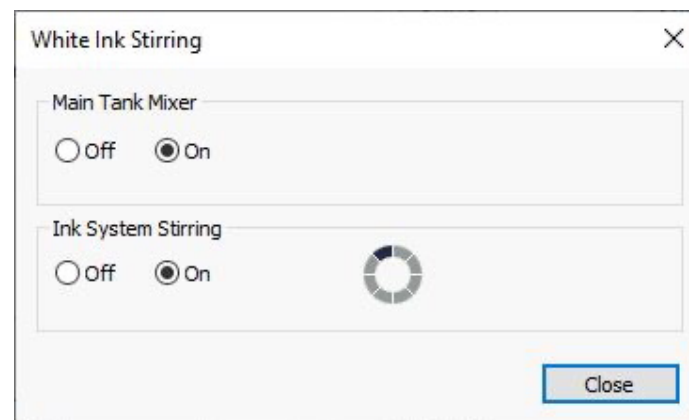 White Ink Stirring
Main Tank Mixer
Off On
Ink System Stirring
Off On
Close